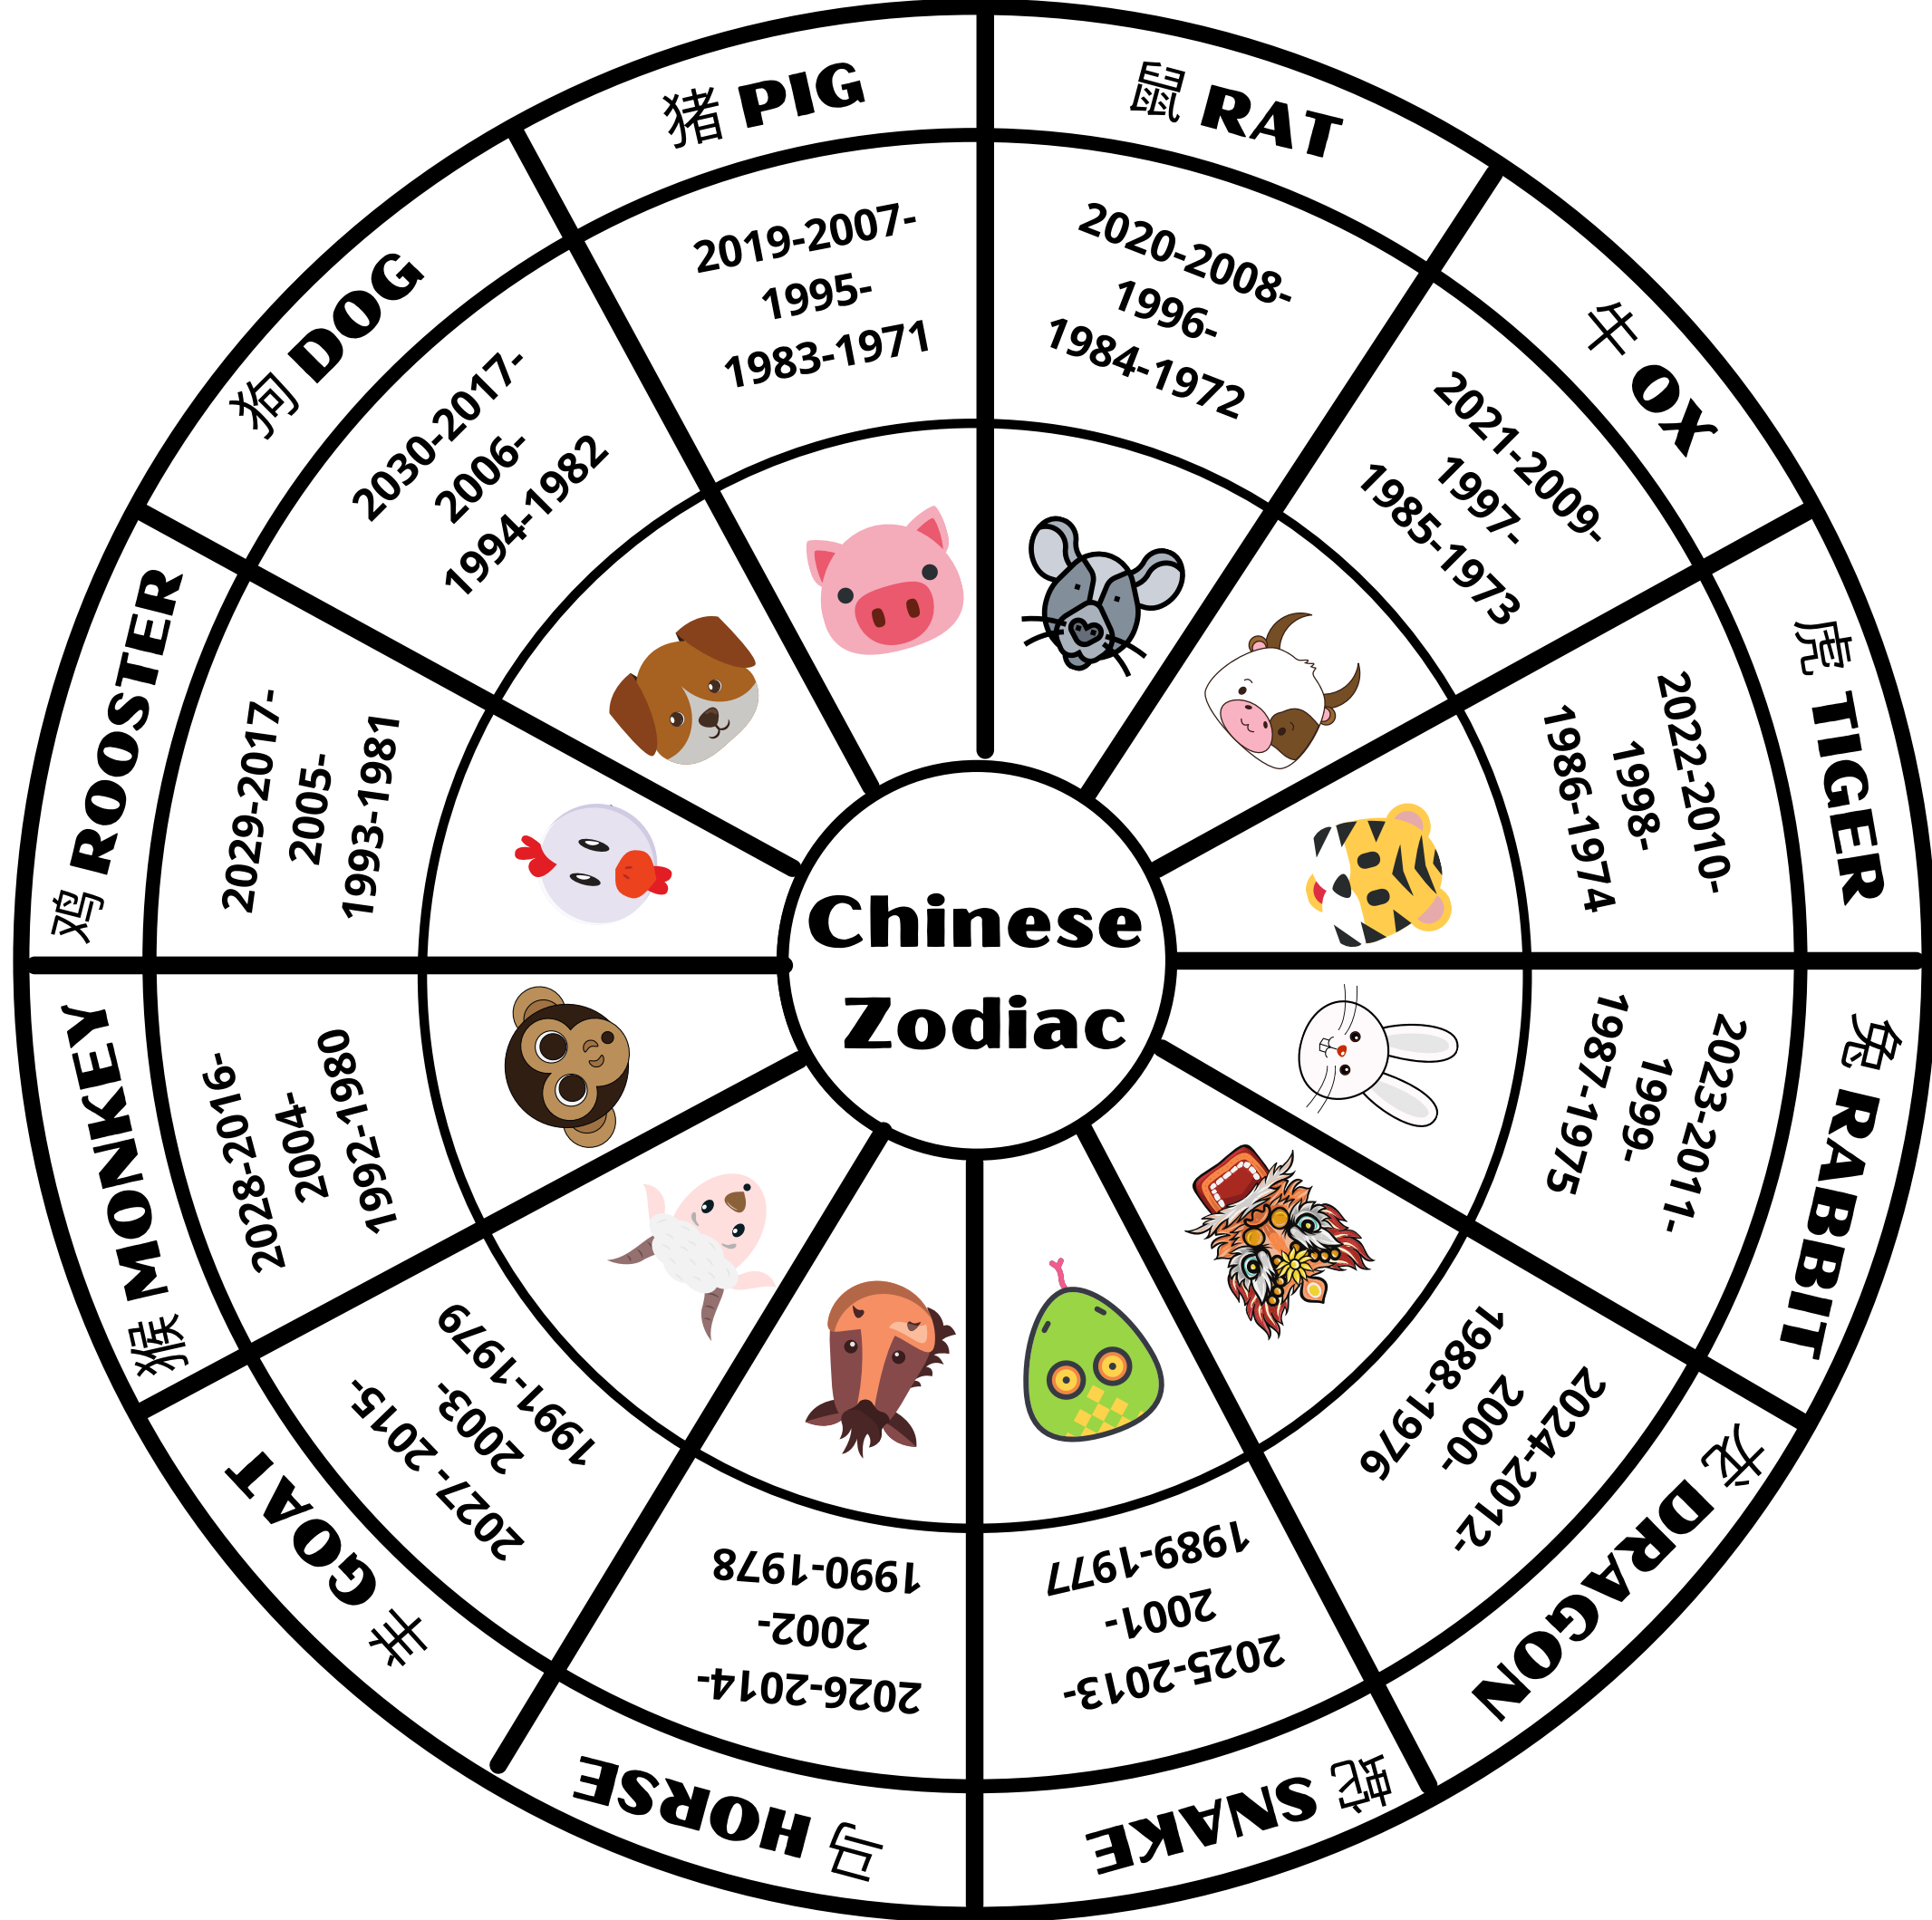 Chinese
Zodiac
鼠 RAT
2020-2008-
1996-
1984-1972
牛 OX
2021-2009-
1997-
1985-1973
虎 TIGER
2022-2010-
1998-
1986-1974
兔 RABBIT
2023-2011-
1999-
1987-1975
龙 DRAGON
2024-2012-
2000-
1988-1976
蛇 SNAKE
2025-2013-
2001-
1989-1977
马 HORSE
2026-2014-
2002-
1990-1978
羊 GOAT
2027- 2015-
2003-
1991-1979
猴 MONKEY
2028-2016-
2004-
1992-1980
鸡 ROOSTER
2029-2017-
2005-
1993-1981
狗 DOG
2030-2017-
2006-
1994-1982
猪 PIG
2019-2007-
1995-
1983-1971